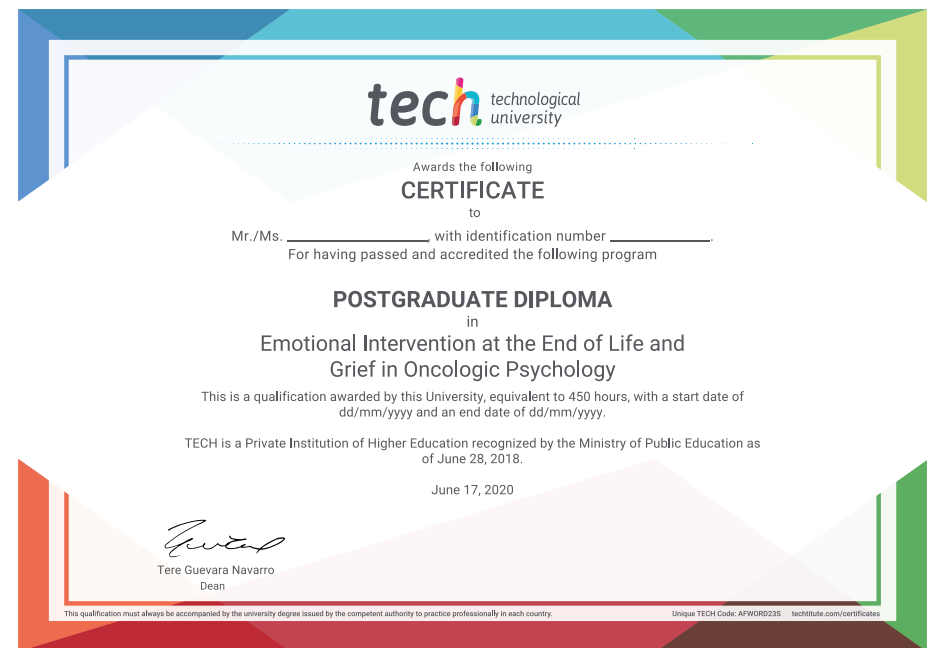 tech technological
university
Awards the following
CERTIFICATE
to
Mr./Ms. ____________________, with identification number ______________.
For having passed and accredited the following program
POSTGRADUATE DIPLOMA
in
Emotional Intervention at the End of Life and
Grief in Oncologic Psychology
This is a qualification awarded by this University, equivalent to 450 hours, with a start date of
dd/mm/yyyy and an end date of dd/mm/yyyy.
TECH is a Private Institution of Higher Education recognized by the Ministry of Public Education as
of June 28, 2018.
June 17, 2020
Tere Guevara Navarro
Dean
This qualification must always be accompanied by the university degree issued by the competent authority to practice professionally in each country. Unique TECH Code: AFWORD23S techtitute.com/certificates